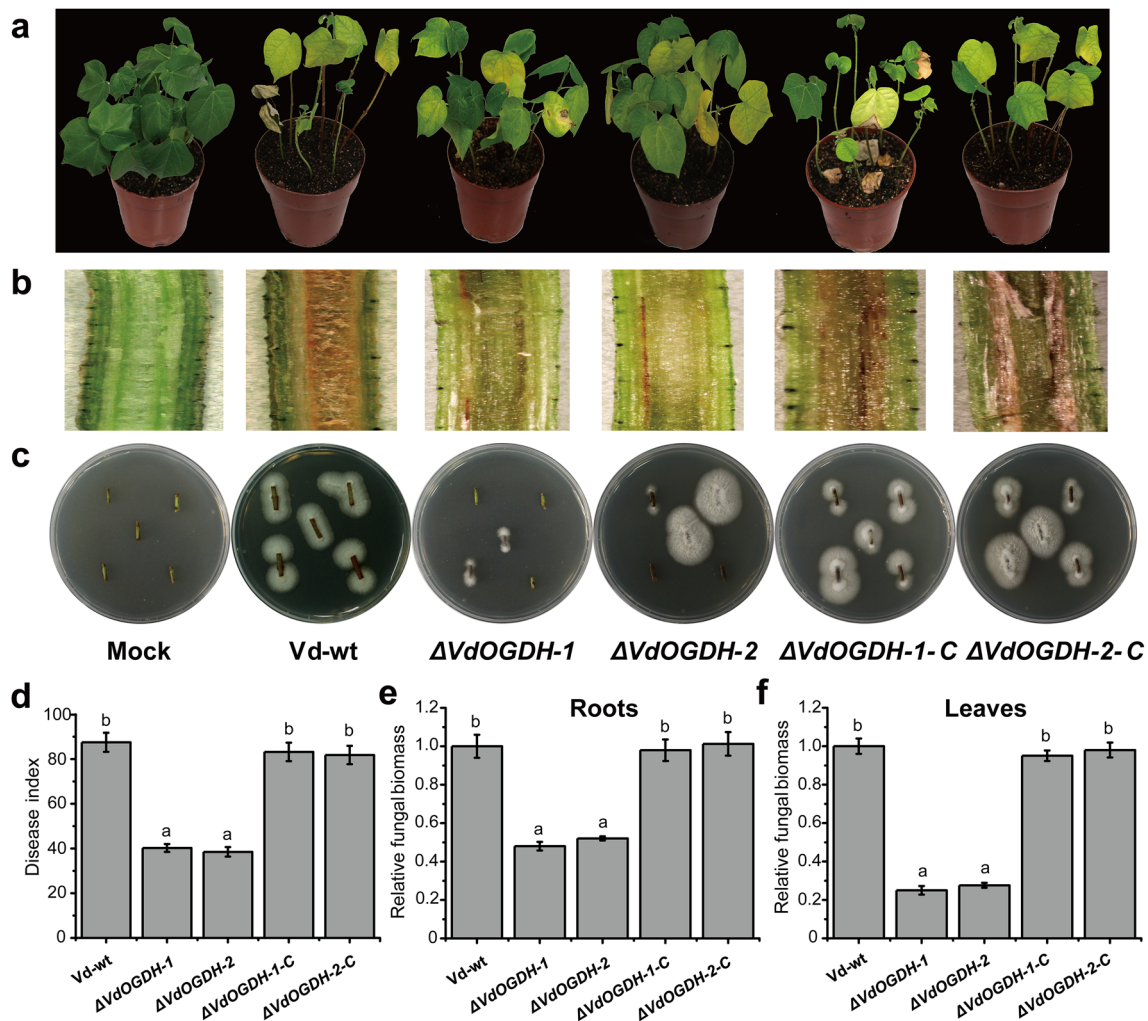 a
b
c
Mock Vd-wt ΔVdOGDH-1 ΔVdOGDH-2 ΔVdOGDH-1-C ΔVdOGDH-2-C
d
Disease index
100
80
60
40
20
0
b
a
a
b
b
Vd-wt
ΔVdOGDH-1
ΔVdOGDH-2
ΔVdOGDH-1-C
ΔVdOGDH-2-C
e
Roots
Relative fungal biomass
1.2
1.0
0.8
0.6
0.4
0.2
0
b
a
a
b
b
Vd-wt
ΔVdOGDH-1
ΔVdOGDH-2
ΔVdOGDH-1-C
ΔVdOGDH-2-C
f
Leaves
Relative fungal biomass
1.2
1.0
0.8
0.6
0.4
0.2
0
b
a
a
b
b
Vd-wt
ΔVdOGDH-1
ΔVdOGDH-2
ΔVdOGDH-1-C
ΔVdOGDH-2-C